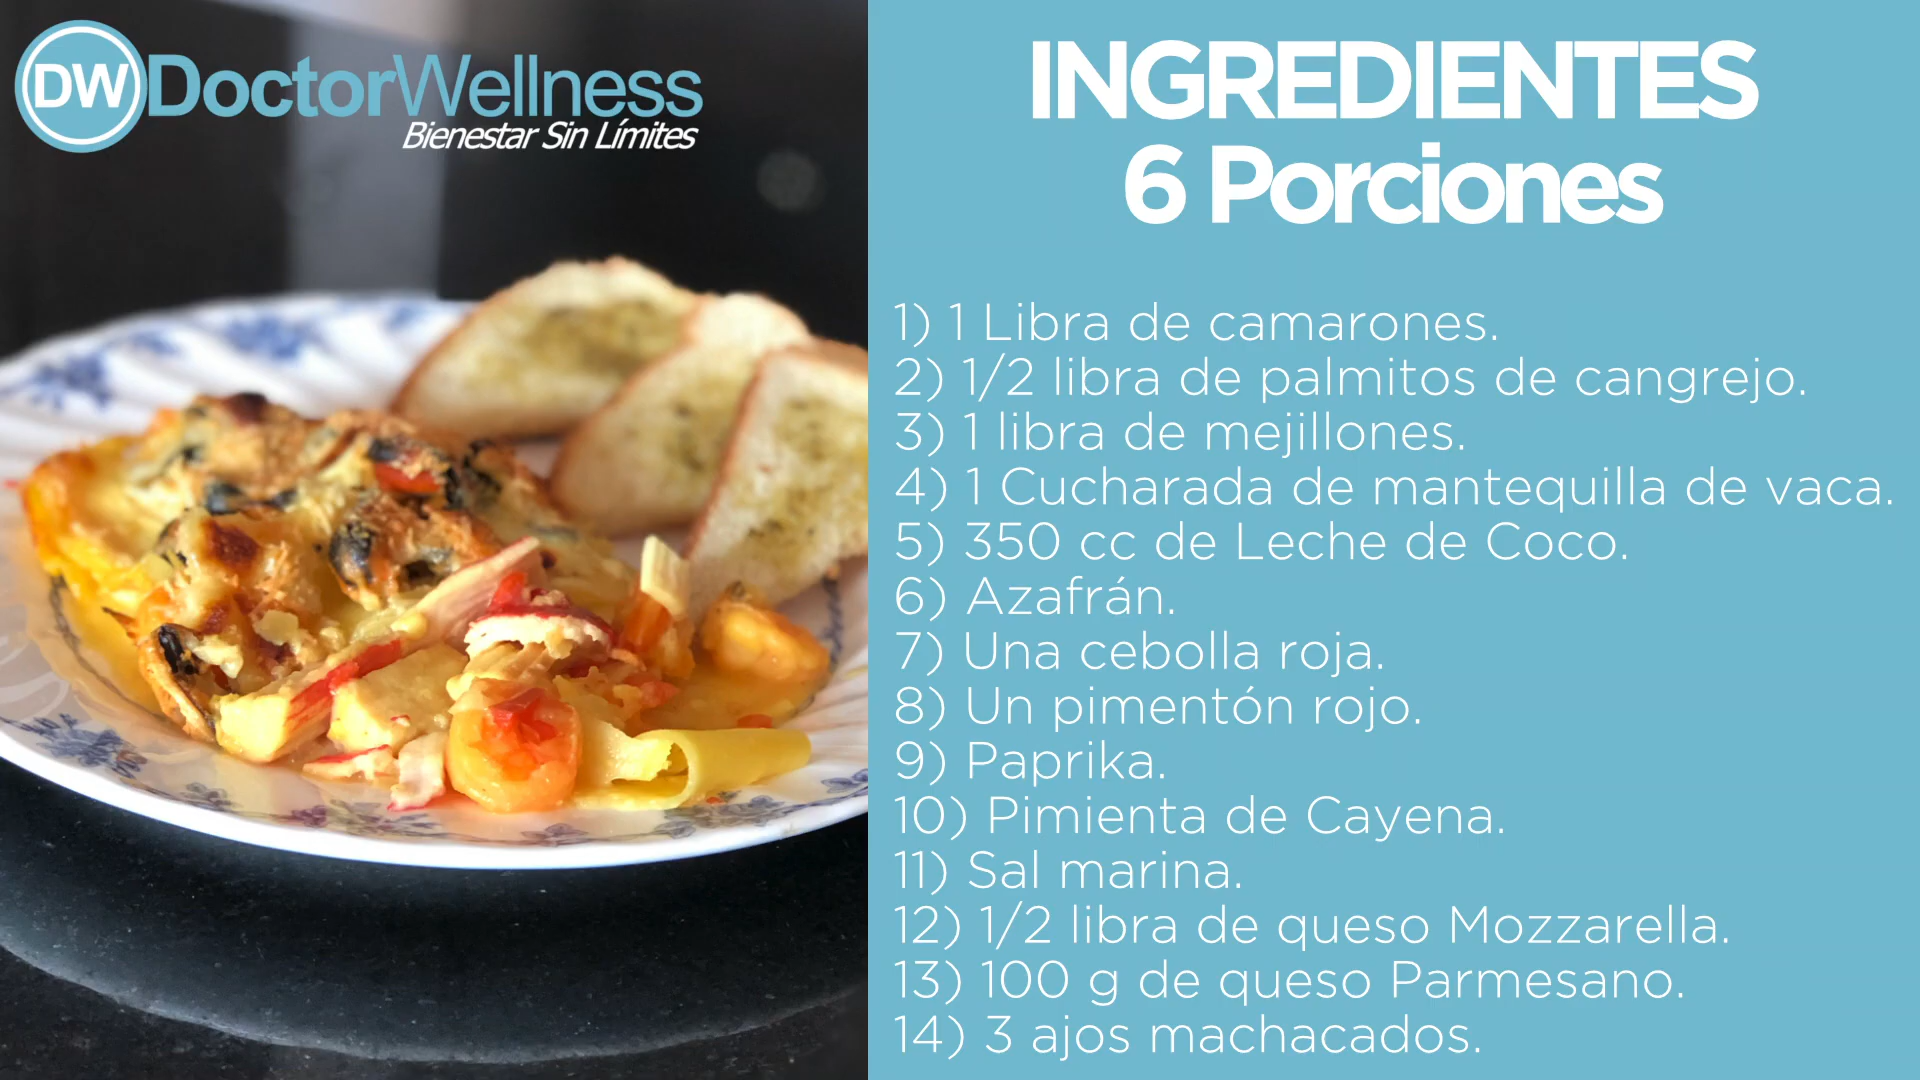 DW DoctorWellness
Bienestar Sin Límites
INGREDIENTES
6 Porciones
1) 1 Libra de camarones.
2) 1/2 libra de palmitos de cangrejo.
3) 1 libra de mejillones.
4) 1 Cucharada de mantequilla de vaca.
5) 350 cc de Leche de Coco.
6) Azafrán.
7) Una cebolla roja.
8) Un pimentón rojo.
9) Paprika.
10) Pimienta de Cayena.
11) Sal marina.
12) 1/2 libra de queso Mozzarella.
13) 100 g de queso Parmesano.
14) 3 ajos machacados.